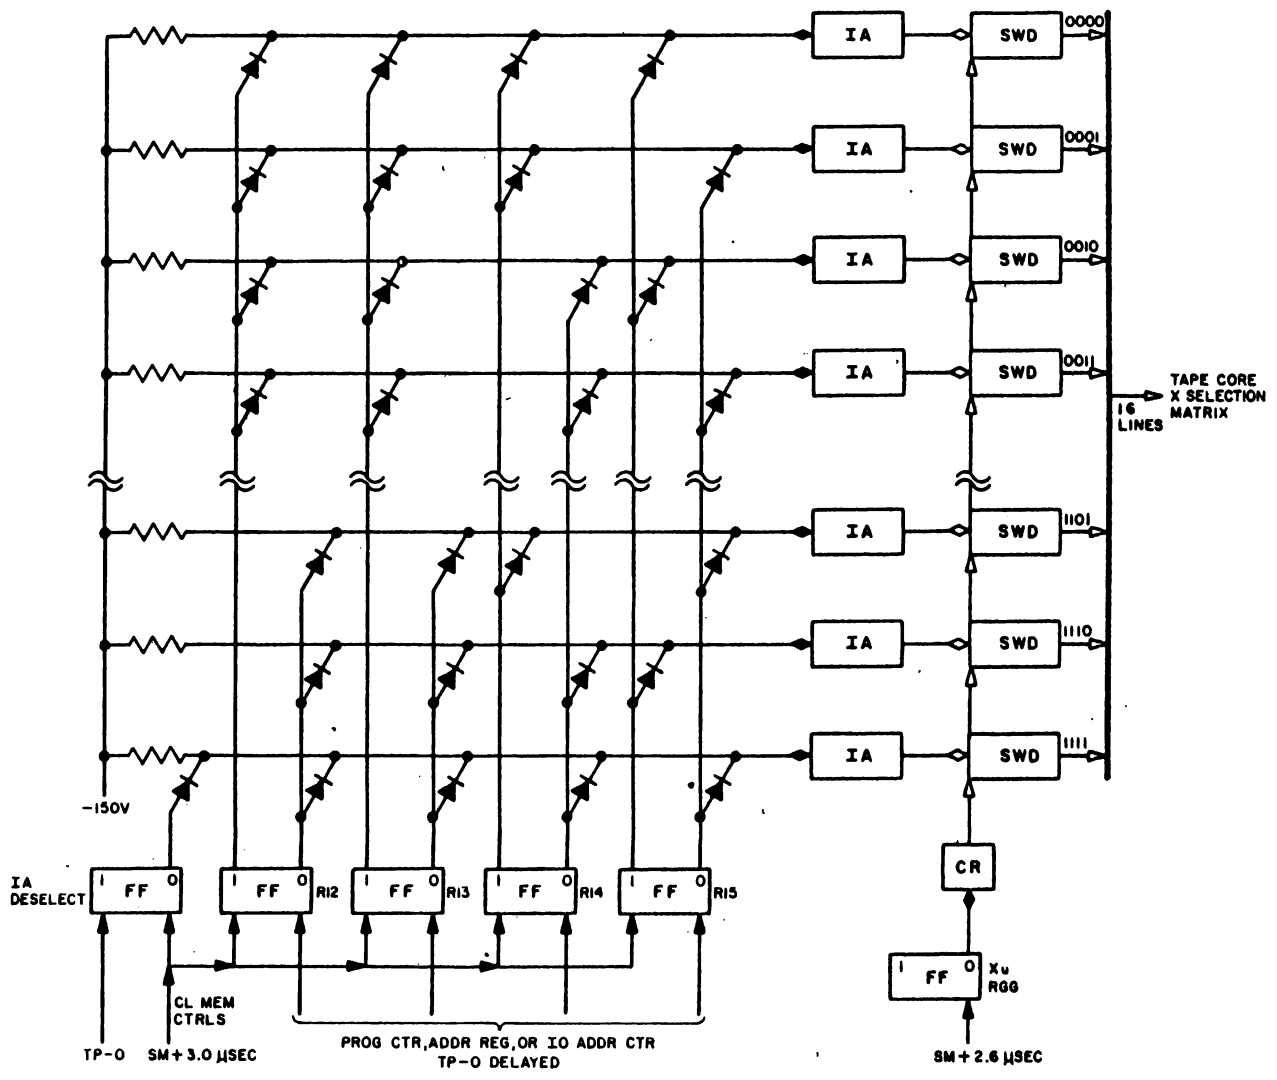 IA SWD 0000
IA SWD 0001
IA SWD 0010
IA SWD 0011
TAPE CORE
X SELECTION
MATRIX
16
LINES
IA SWD 1101
IA SWD 1110
IA SWD 1111
-150V
IA
DESELECT
1 FF 0
1 FF 0 R12
1 FF 0 R13
1 FF 0 R14
1 FF 0 R15
CR
1 FF 0
Xu
RGG
CL MEM
CTRLS
PROG CTR, ADDR REG, OR IO ADDR CTR
TP-0 DELAYED
TP-0
SM+3.0 µSEC
SM+2.6 µSEC